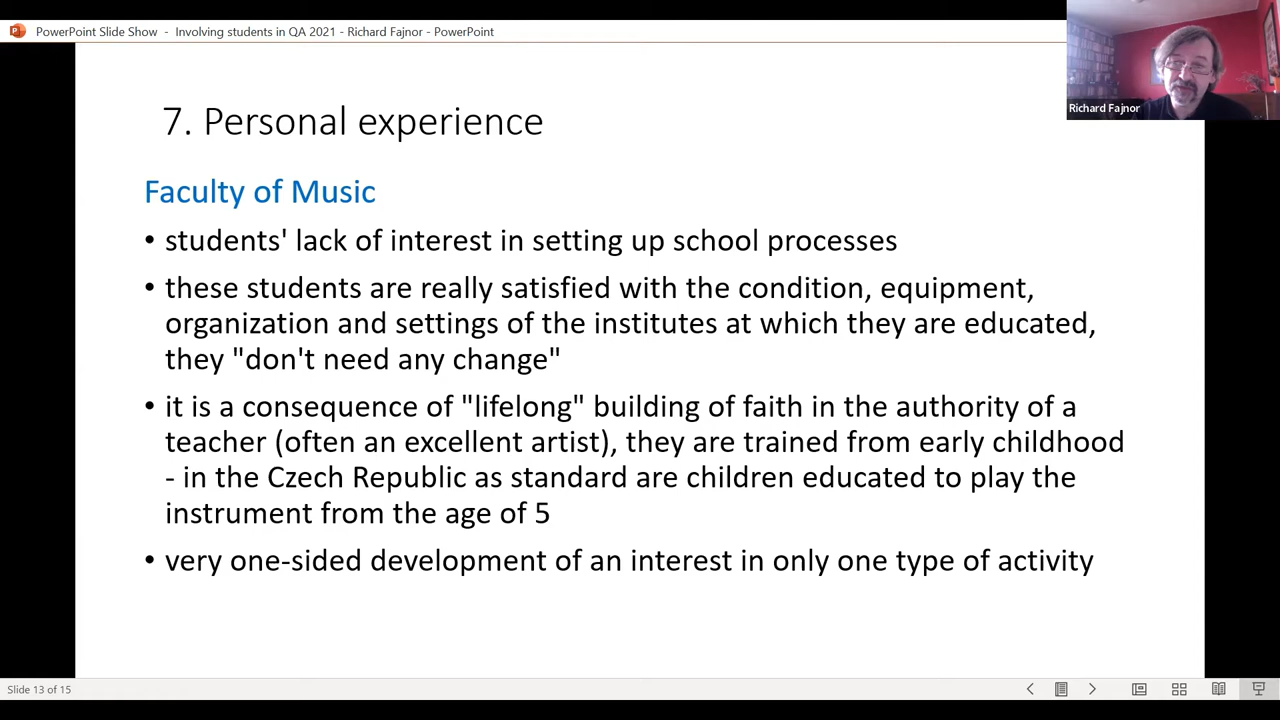 PowerPoint Slide Show - Involving students in QA 2021 - Richard Fajnor - PowerPoint
Richard Fajnor
7. Personal experience
Faculty of Music
• students' lack of interest in setting up school processes
• these students are really satisfied with the condition, equipment,
organization and settings of the institutes at which they are educated,
they "don't need any change"
• it is a consequence of "lifelong" building of faith in the authority of a
teacher (often an excellent artist), they are trained from early childhood
- in the Czech Republic as standard are children educated to play the
instrument from the age of 5
• very one-sided development of an interest in only one type of activity
Slide 13 of 15